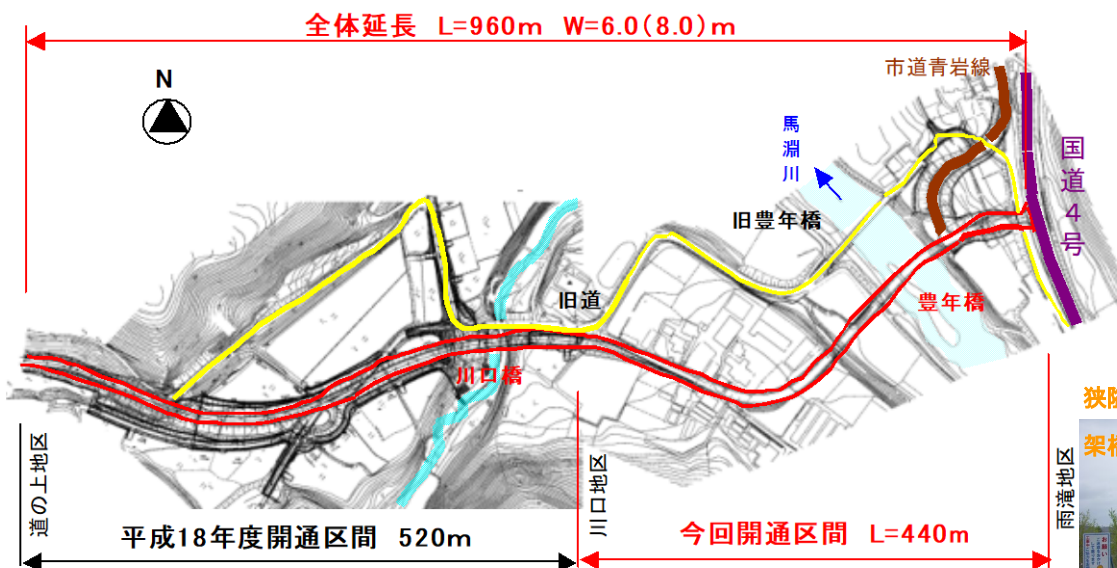 全体延長 L=960m W=6.0(8.0)m
N
市道青岩線
馬淵川
国道4号
旧豊年橋
旧道
豊年橋
川口橋
狭隘
架橋
道の上地区
川口地区
雨滝地区
平成18年度開通区間 520m
今回開通区間 L=440m
お願い